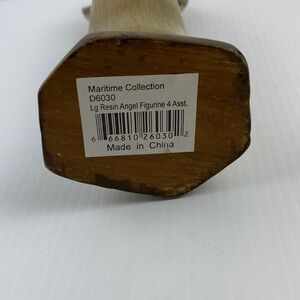 Maritime Collection
D6030
Lg Resin Angel Figurine 4 Asst.
6 66810 26030 2
Made in China